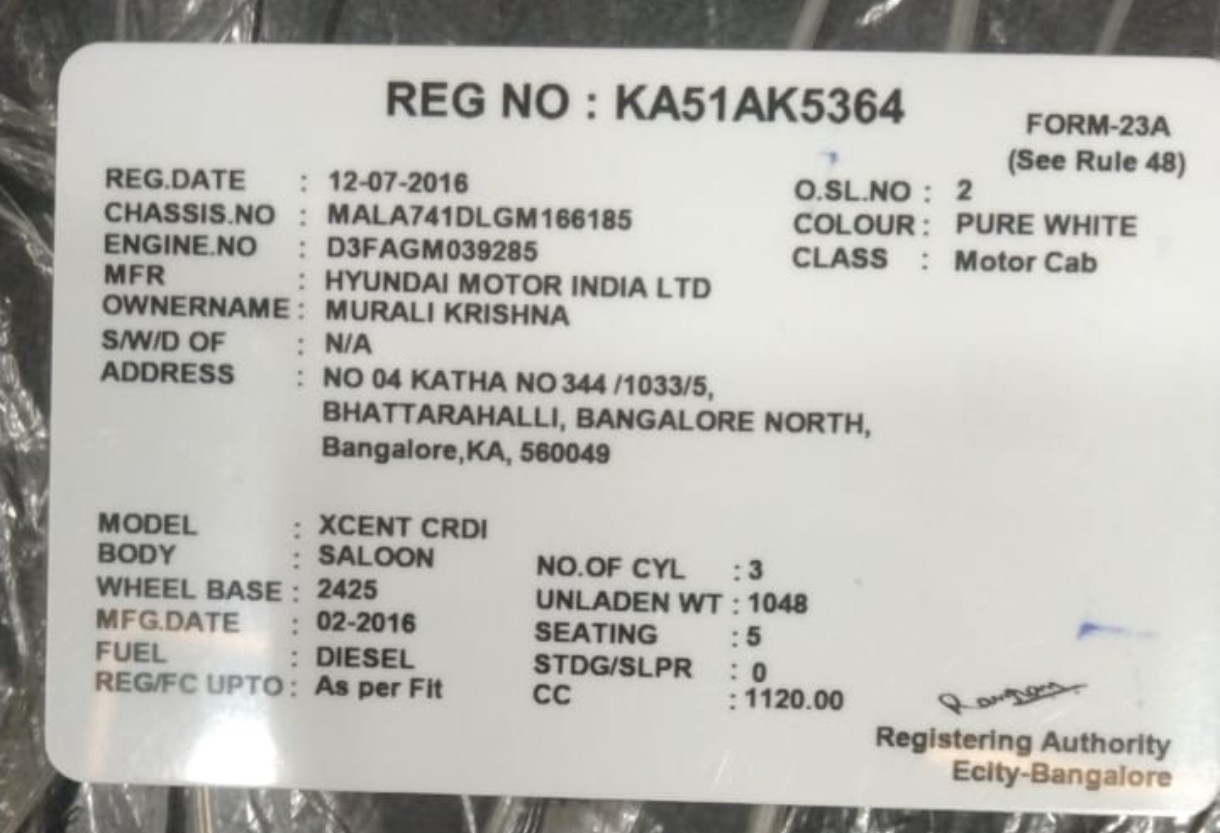 REG NO : KA51AK5364
FORM-23A
(See Rule 48)
REG.DATE : 12-07-2016
O.SL.NO : 2
CHASSIS.NO : MALA741DLGM166185
COLOUR : PURE WHITE
ENGINE.NO : D3FAGM039285
CLASS : Motor Cab
MFR : HYUNDAI MOTOR INDIA LTD
OWNERNAME : MURALI KRISHNA
S/W/D OF : N/A
ADDRESS : NO 04 KATHA NO 344 /1033/5,
BHATTARAHALLI, BANGALORE NORTH,
Bangalore,KA, 560049
MODEL : XCENT CRDI
BODY : SALOON
NO.OF CYL : 3
WHEEL BASE : 2425
UNLADEN WT : 1048
MFG.DATE : 02-2016
SEATING : 5
FUEL : DIESEL
STDG/SLPR : 0
REG/FC UPTO : As per Fit
CC : 1120.00
Registering Authority
Ecity-Bangalore